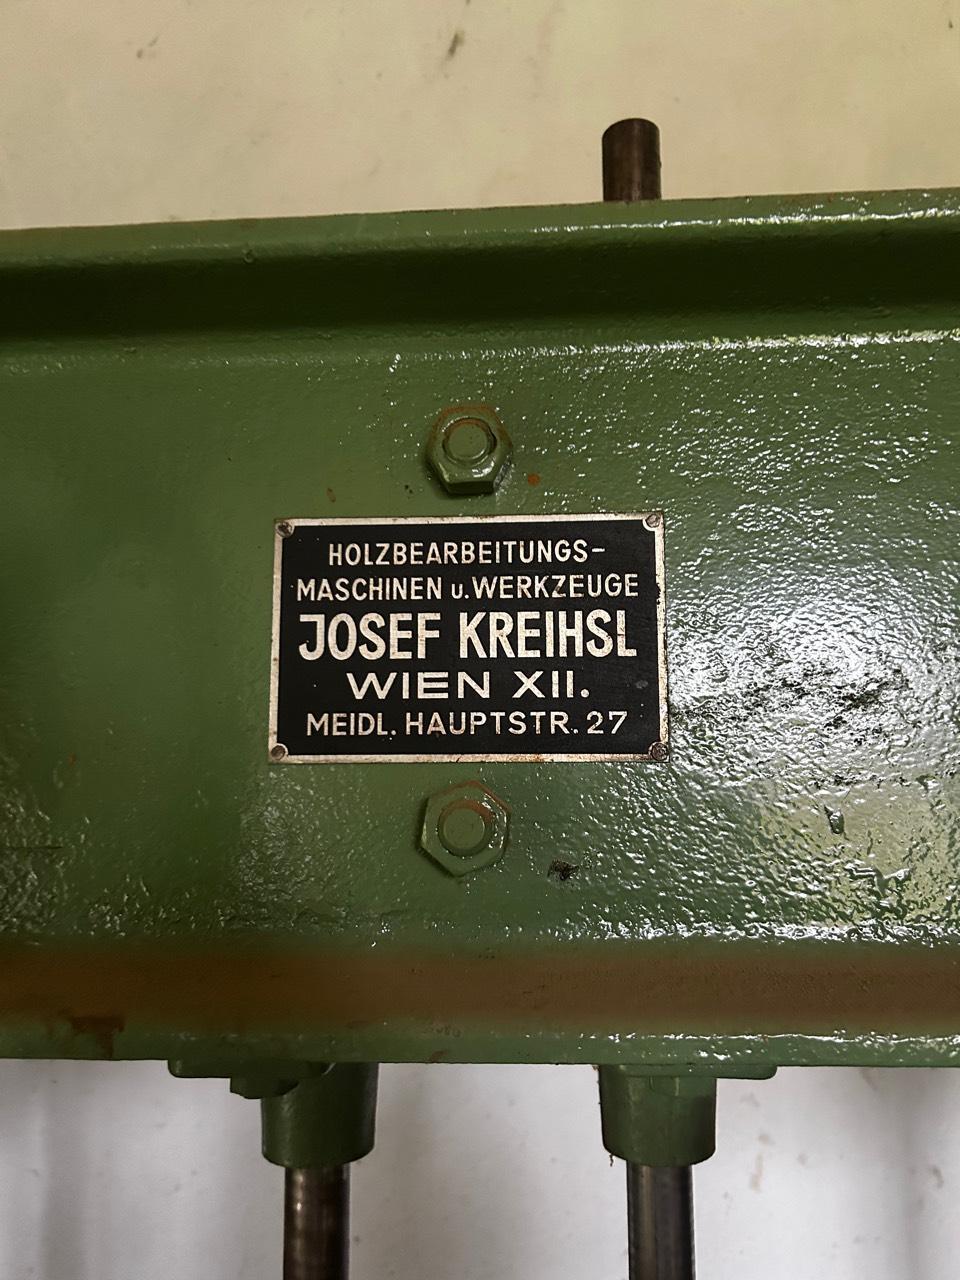 HOLZBEARBEITUNGS-
MASCHINEN u. WERKZEUGE
JOSEF KREIHSL
WIEN XII.
MEIDL. HAUPTSTR. 27